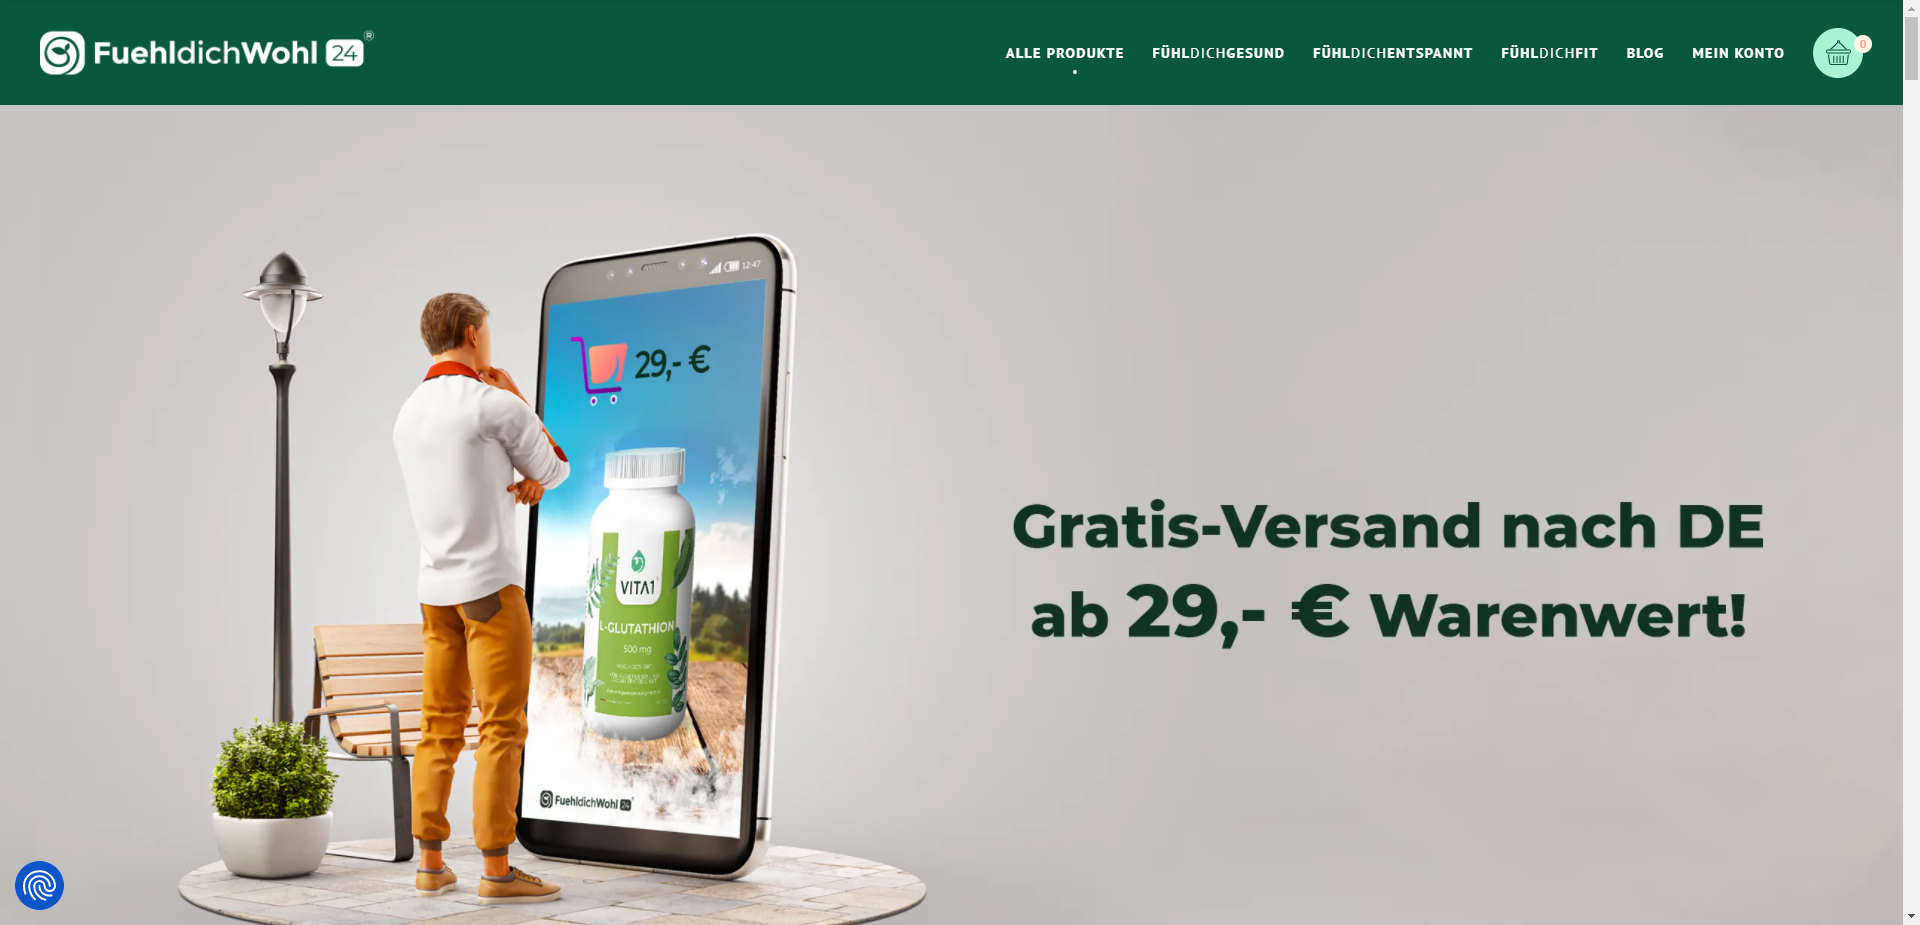 FuehldichWohl 24 ®
ALLE PRODUKTE
FÜHLDICHGESUND
FÜHLDICHENTSPANNT
FÜHLDICHFIT
BLOG
MEIN KONTO
0
12:47
29,- €
VITA1
L-GLUTATHION
500 mg
FuehldichWohl 24
Gratis-Versand nach DE
ab 29,- € Warenwert!